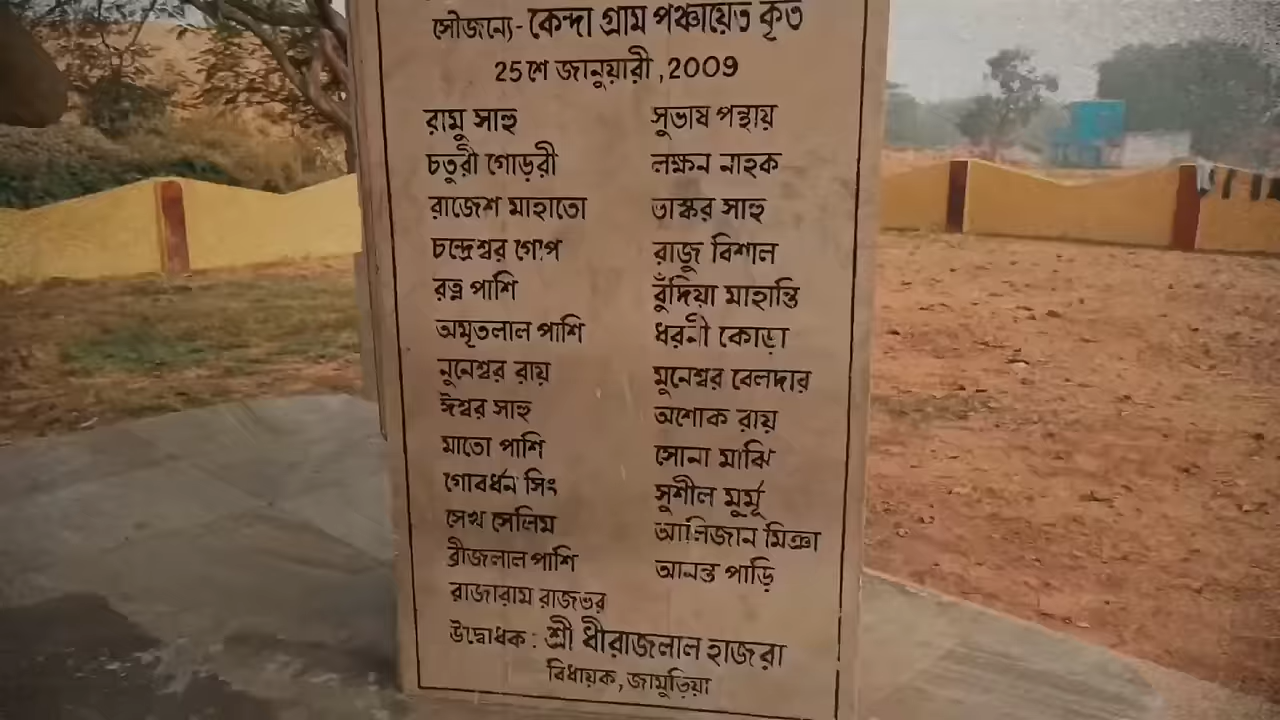 সৌজন্যে- কেন্দা গ্রাম পঞ্চায়েত কৃত
25শে জানুয়ারী ,2009
রামু সাহু সুভাষ পন্থায়
চতুরী গোড়রী লক্ষন নাহক
রাজেশ মাহাতো ভাস্কর সাহু
চন্দ্রেশ্বর গোপ রাজু বিশাল
রত্ন পাশি বুঁদিয়া মাহান্তি
অমৃতলাল পাশি ধরনী কোড়া
নুনেশ্বর রায় মুনেশ্বর বেলদার
ঈশ্বর সাহু অশোক রায়
মাতো পাশি সোনা মাঝি
গোবর্ধন সিং সুশীল মুর্মূ
সেখ সেলিম আলিজান মিঞা
ব্রীজলাল পাশি আনন্ত পাড়ি
রাজারাম রাজভর
উদ্বোধক : শ্রী ধীরাজলাল হাজরা
বিধায়ক, জামুড়িয়া